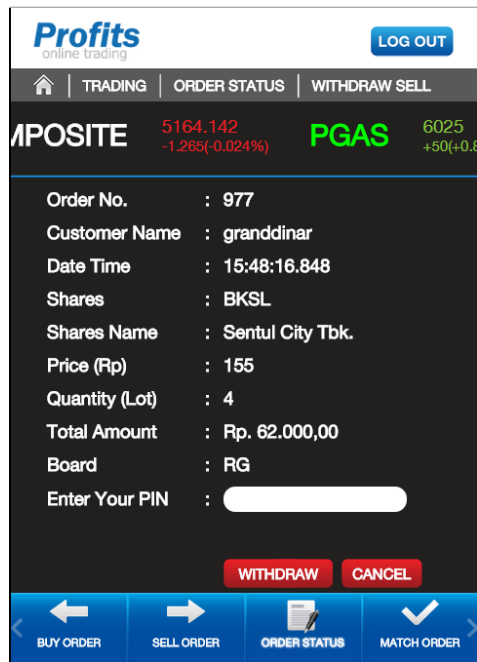 Profits
online trading
LOG OUT
TRADING | ORDER STATUS | WITHDRAW SELL
MPOSITE 5164.142 PGAS 6025
-1.265(-0.024%) +50(+0.8
Order No. : 977
Customer Name : granddinar
Date Time : 15:48:16.848
Shares : BKSL
Shares Name : Sentul City Tbk.
Price (Rp) : 155
Quantity (Lot) : 4
Total Amount : Rp. 62.000,00
Board : RG
Enter Your PIN :
WITHDRAW CANCEL
BUY ORDER SELL ORDER ORDER STATUS MATCH ORDER